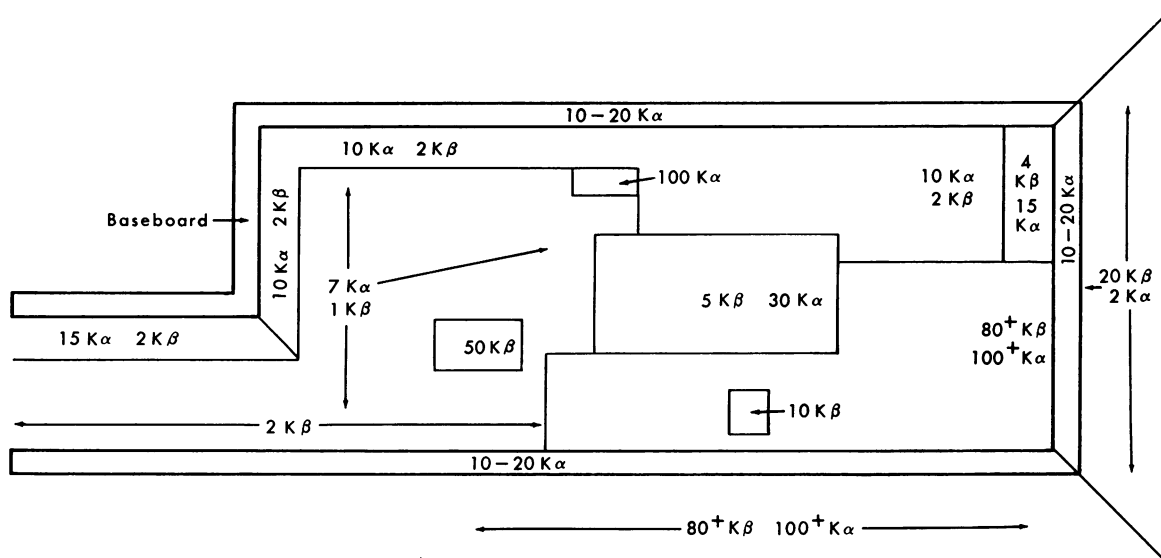 10–20 Kα
10 Kα 2 Kβ
100 Kα
10 Kα
2 Kβ
4
Kβ
15
Kα
10–20 Kα
Baseboard
10 Kα 2 Kβ
7 Kα
1 Kβ
20 Kβ
2 Kα
5 Kβ 30 Kα
15 Kα 2 Kβ
50 Kβ
80⁺ Kβ
100⁺ Kα
10 Kβ
2 Kβ
10–20 Kα
80⁺ Kβ 100⁺ Kα